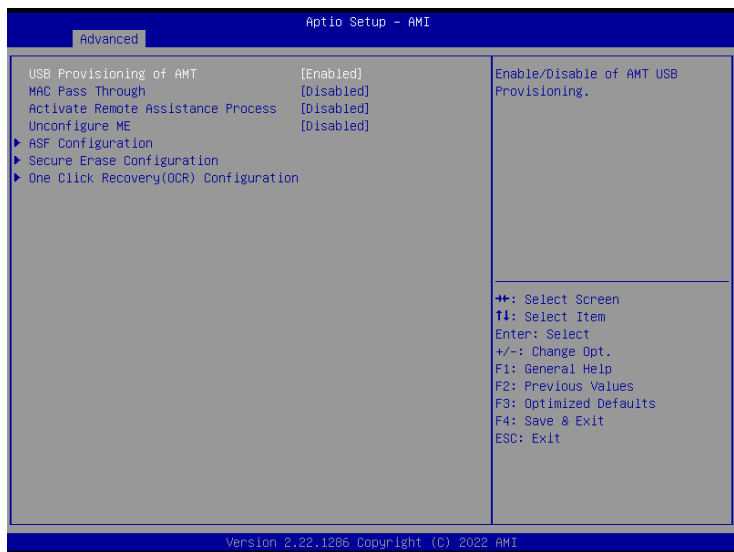 Aptio Setup – AMI
Advanced
USB Provisioning of AMT [Enabled]
MAC Pass Through [Disabled]
Activate Remote Assistance Process [Disabled]
Unconfigure ME [Disabled]
ASF Configuration
Secure Erase Configuration
One Click Recovery(OCR) Configuration
Enable/Disable of AMT USB
Provisioning.
→←: Select Screen
↑↓: Select Item
Enter: Select
+/-: Change Opt.
F1: General Help
F2: Previous Values
F3: Optimized Defaults
F4: Save & Exit
ESC: Exit
Version 2.22.1286 Copyright (C) 2022 AMI